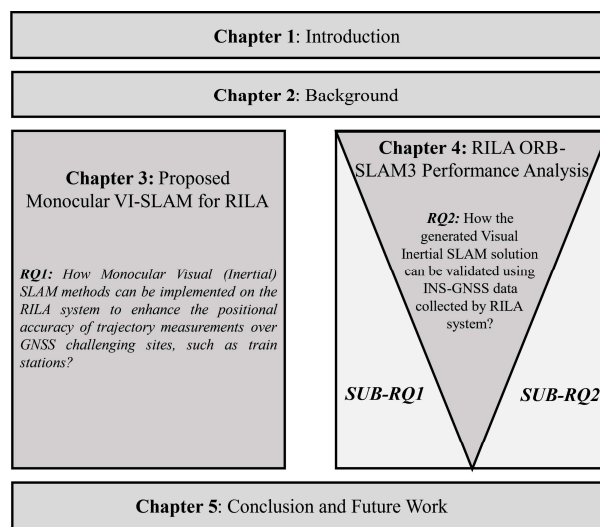 Chapter 1: Introduction
Chapter 2: Background
Chapter 3: Proposed
Monocular VI-SLAM for RILA
RQ1: How Monocular Visual (Inertial)
SLAM methods can be implemented on the
RILA system to enhance the positional
accuracy of trajectory measurements over
GNSS challenging sites, such as train
stations?
Chapter 4: RILA ORB-
SLAM3 Performance Analysis
RQ2: How the
generated Visual
Inertial SLAM solution
can be validated using
INS-GNSS data
collected by RILA
system?
SUB-RQ1
SUB-RQ2
Chapter 5: Conclusion and Future Work